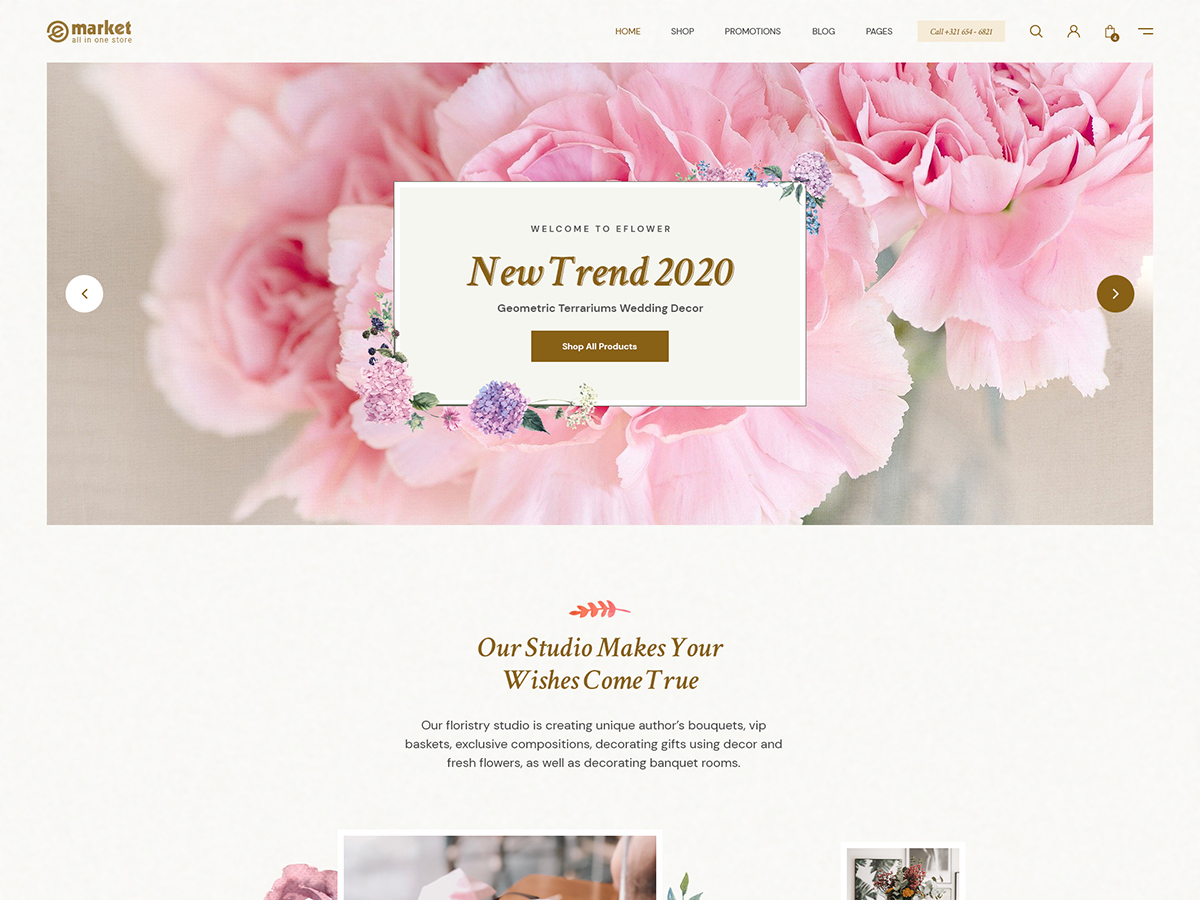 e market
all in one store
HOME
SHOP
PROMOTIONS
BLOG
PAGES
Call +321 654 - 6821
4
WELCOME TO EFLOWER
New Trend 2020
Geometric Terrariums Wedding Decor
Shop All Products
Our Studio Makes Your
Wishes Come True
Our floristry studio is creating unique author’s bouquets, vip
baskets, exclusive compositions, decorating gifts using decor and
fresh flowers, as well as decorating banquet rooms.